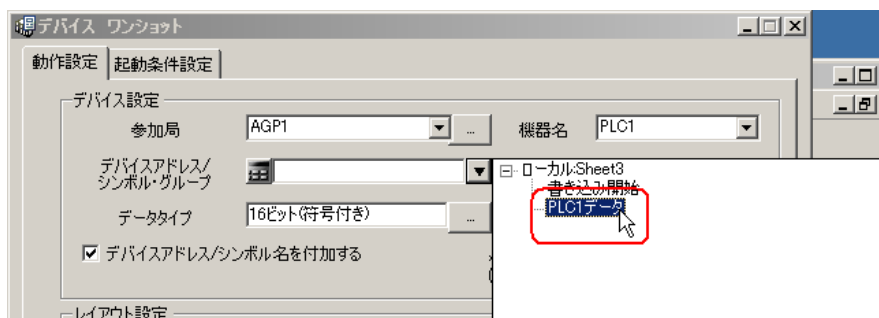 デバイス ワンショット
動作設定 起動条件設定
デバイス設定
参加局 AGP1 ... 機器名 PLC1
デバイスアドレス/
シンボル・グループ
ローカル:Sheet3
書き込み開始
PLC1データ
データタイプ 16ビット(符号付き) ...
デバイスアドレス/シンボル名を付加する
レイアウト設定